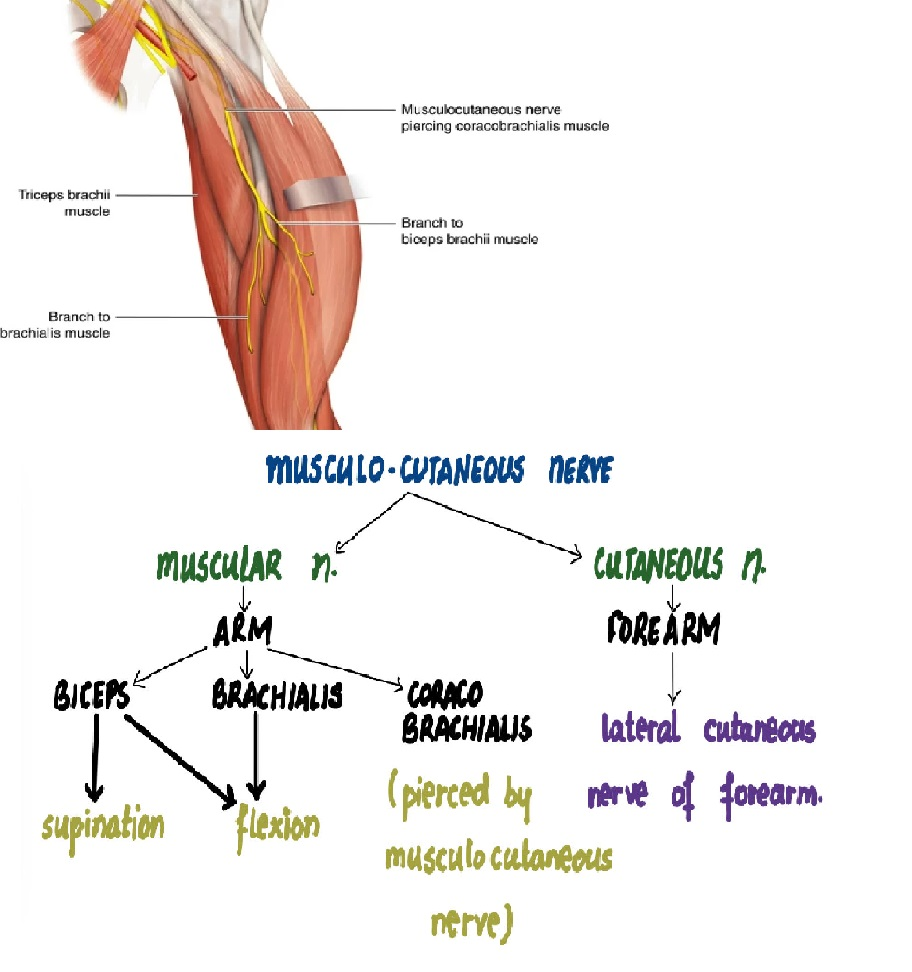 Musculocutaneous nerve
piercing coracobrachialis muscle
Triceps brachii
muscle
Branch to
biceps brachii muscle
Branch to
brachialis muscle
MUSCULO-CUTANEOUS NERVE
MUSCULAR n.
CUTANEOUS n.
ARM
FOREARM
BICEPS
BRACHIALIS
CORACO
BRACHIALIS
lateral cutaneous
nerve of forearm.
supination
flexion
(pierced by
musculocutaneous
nerve)